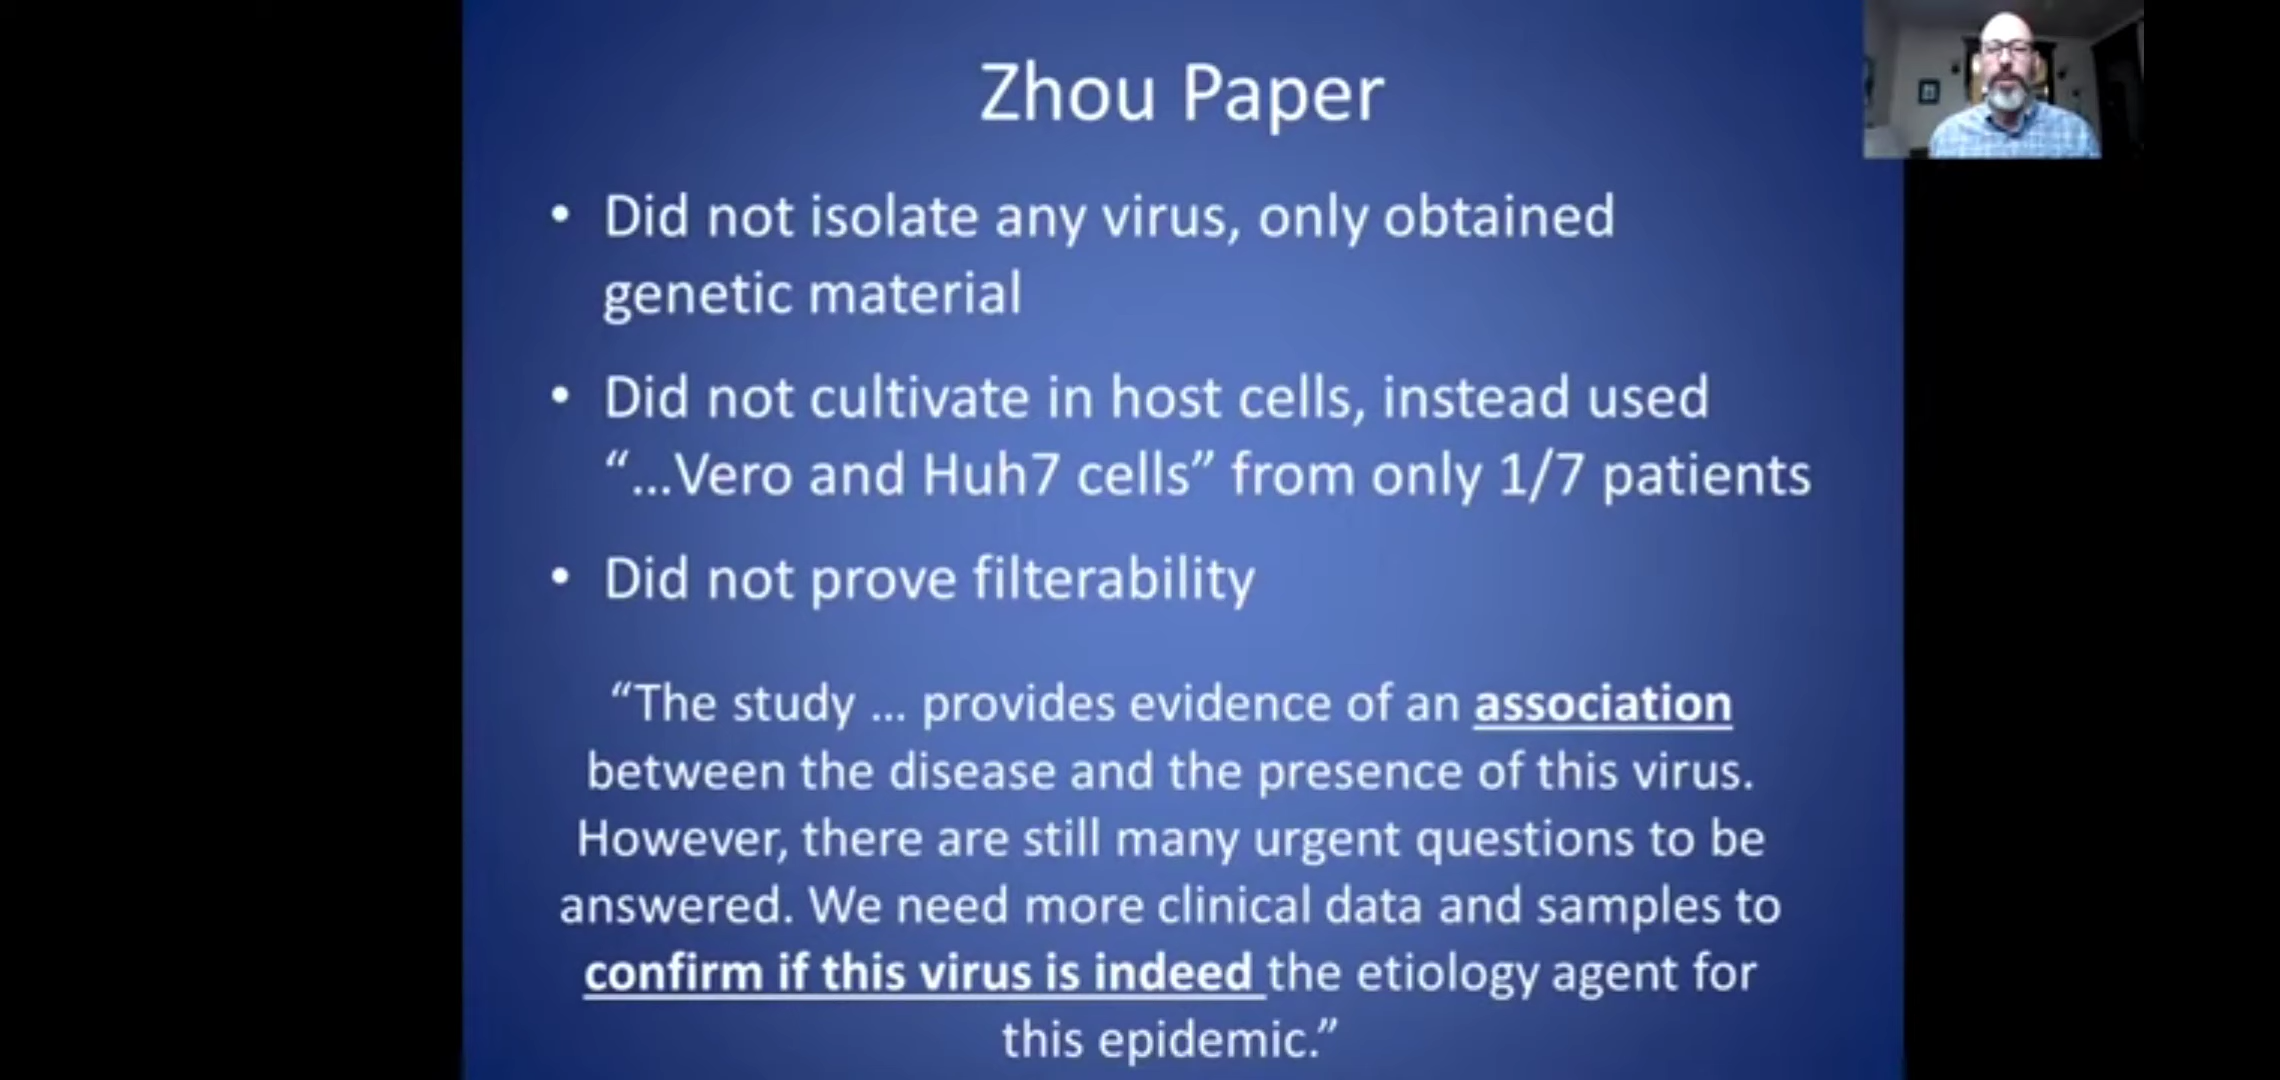 Zhou Paper
• Did not isolate any virus, only obtained
genetic material
• Did not cultivate in host cells, instead used
“...Vero and Huh7 cells” from only 1/7 patients
• Did not prove filterability
“The study ... provides evidence of an association
between the disease and the presence of this virus.
However, there are still many urgent questions to be
answered. We need more clinical data and samples to
confirm if this virus is indeed the etiology agent for
this epidemic.”